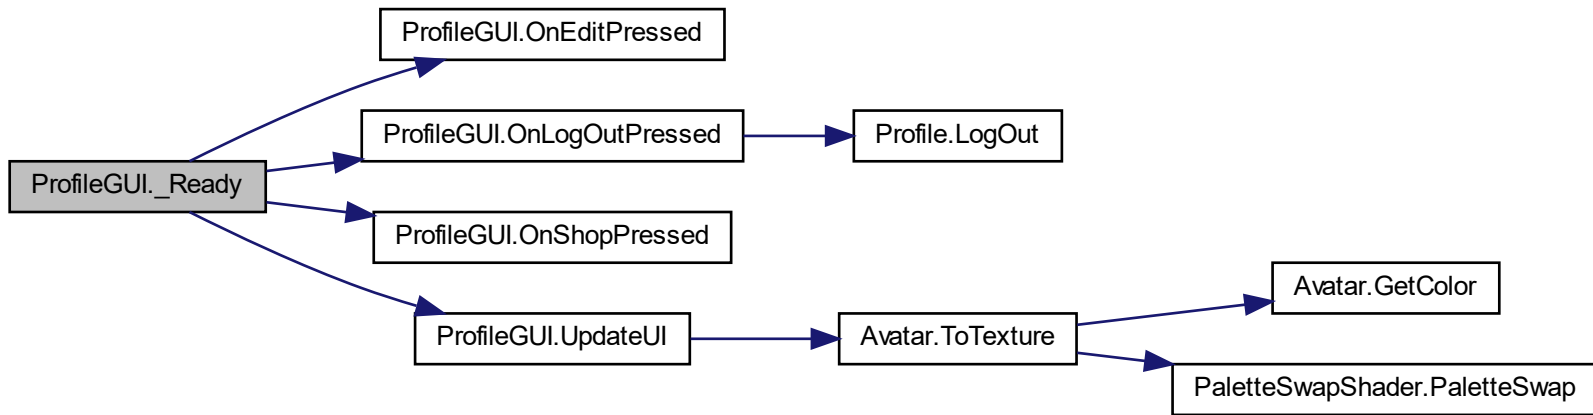 ProfileGUI.OnEditPressed
ProfileGUI.OnLogOutPressed
Profile.LogOut
ProfileGUI._Ready
ProfileGUI.OnShopPressed
Avatar.GetColor
ProfileGUI.UpdateUI
Avatar.ToTexture
PaletteSwapShader.PaletteSwap